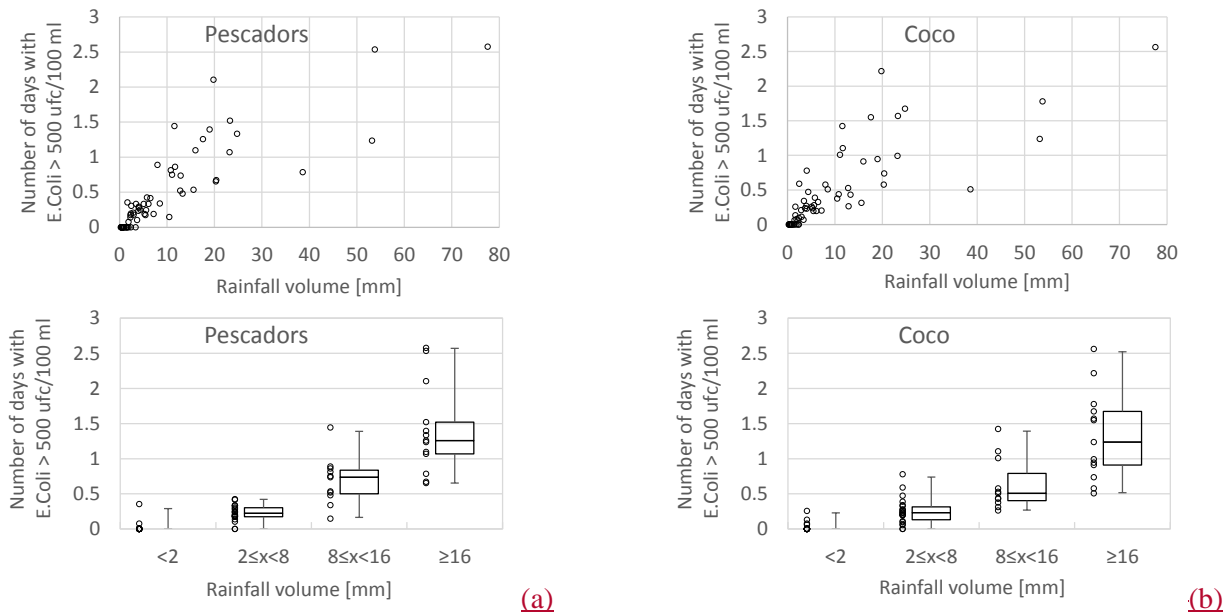 Number of days with
E.Coli > 500 ufc/100 ml
3
2.5
2
1.5
1
0.5
0
Pescadors
0 10 20 30 40 50 60 70 80
Rainfall volume [mm]
Number of days with
E.Coli > 500 ufc/100 ml
3
2.5
2
1.5
1
0.5
0
Coco
0 10 20 30 40 50 60 70 80
Rainfall volume [mm]
Number of days with
E.Coli > 500 ufc/100 ml
3
2.5
2
1.5
1
0.5
0
Pescadors
<2 2≤x<8 8≤x<16 ≥16
Rainfall volume [mm]
(a)
Number of days with
E.Coli > 500 ufc/100 ml
3
2.5
2
1.5
1
0.5
0
Coco
<2 2≤x<8 8≤x<16 ≥16
Rainfall volume [mm]
(b)